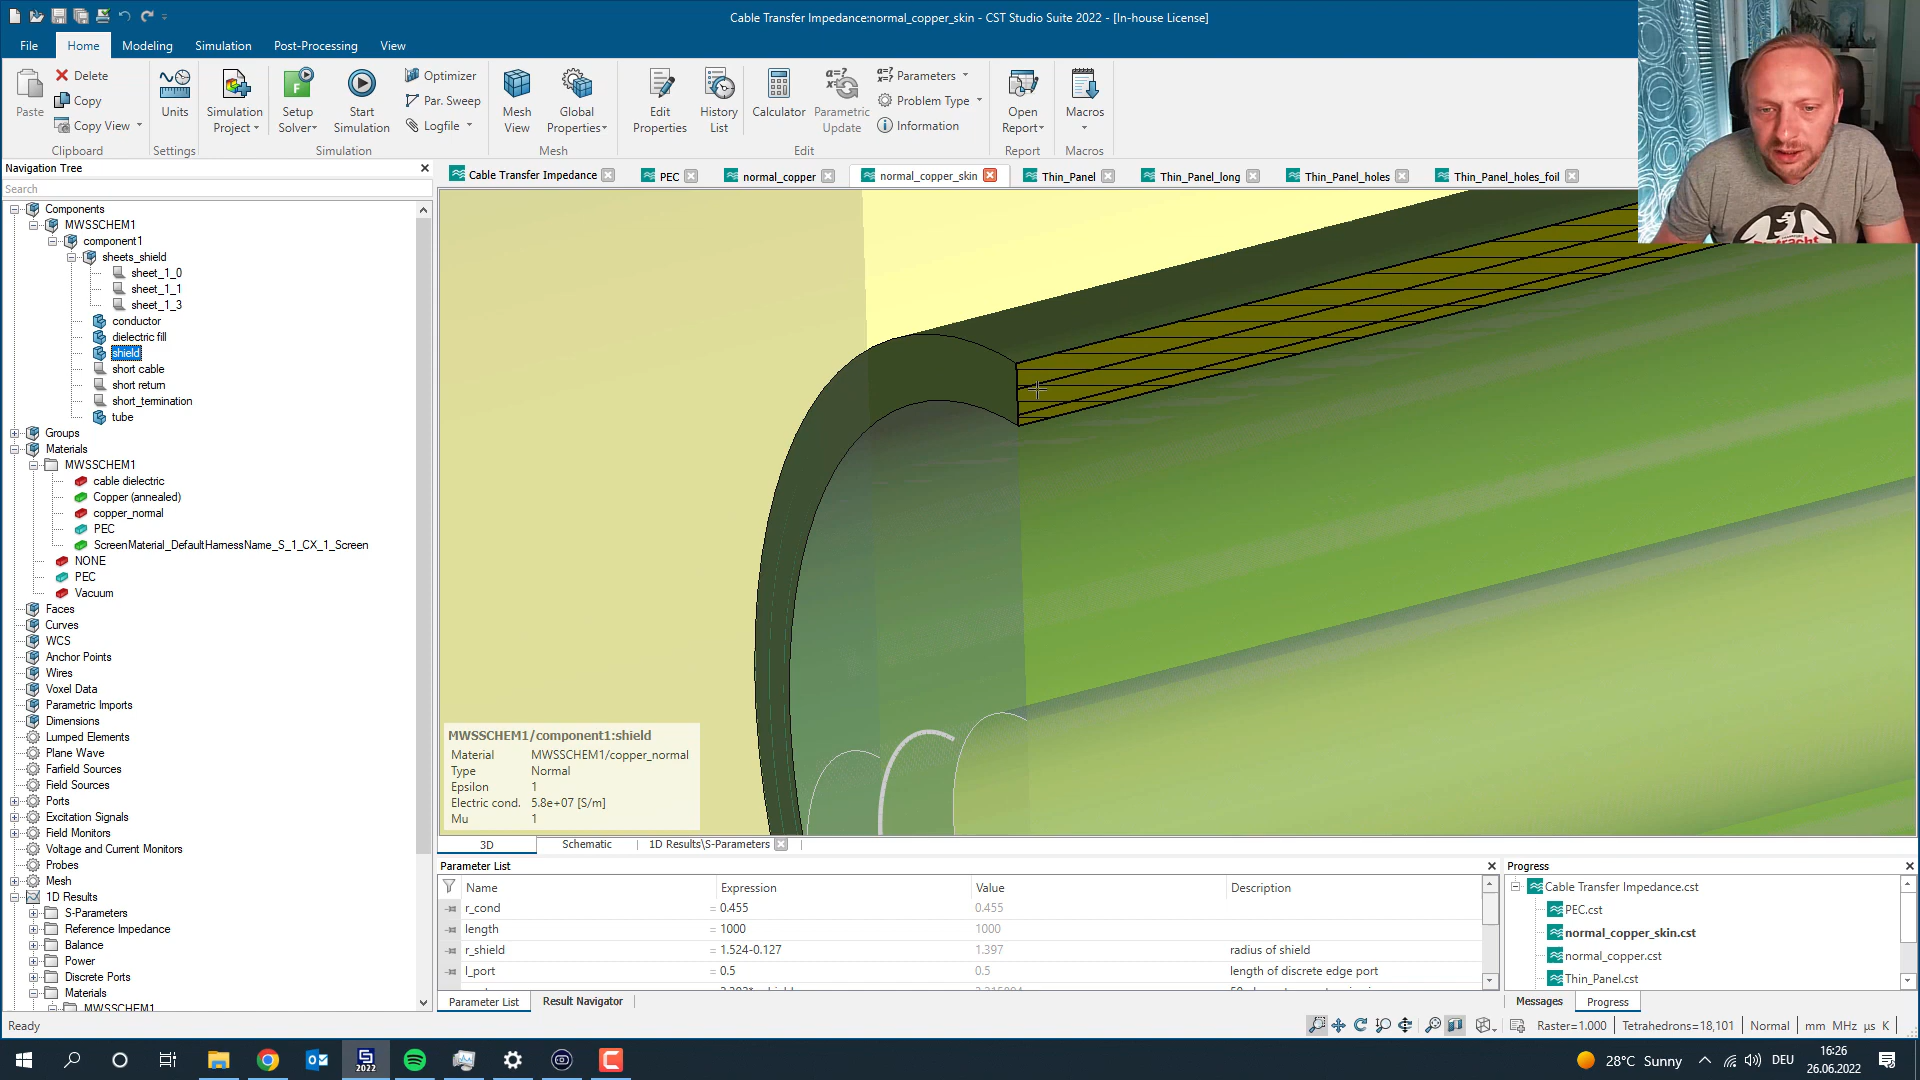 Cable Transfer Impedance:normal_copper_skin - CST Studio Suite 2022 - [In-house License]
File Home Modeling Simulation Post-Processing View
Paste
Delete
Copy
Copy View
Clipboard
Units
Settings
Simulation Project
Setup Solver
Start Simulation
Optimizer
Par. Sweep
Logfile
Simulation
Mesh View
Global Properties
Mesh
Edit Properties
History List
Calculator
Parametric Update
Parameters
Problem Type
Information
Edit
Open Report
Report
Macros
Macros
Navigation Tree
Search
Cable Transfer Impedance PEC normal_copper normal_copper_skin Thin_Panel Thin_Panel_long Thin_Panel_holes Thin_Panel_holes_foil
Components
MWSSCHEM1
component1
sheets_shield
sheet_1_0
sheet_1_1
sheet_1_3
conductor
dielectric fill
shield
short cable
short return
short_termination
tube
Groups
Materials
MWSSCHEM1
cable dielectric
Copper (annealed)
copper_normal
PEC
ScreenMaterial_DefaultHarnessName_S_1_CX_1_Screen
NONE
PEC
Vacuum
Faces
Curves
WCS
Anchor Points
Wires
Voxel Data
Parametric Imports
Dimensions
Lumped Elements
Plane Wave
Farfield Sources
Field Sources
Ports
Excitation Signals
Field Monitors
Voltage and Current Monitors
Probes
Mesh
1D Results
S-Parameters
Reference Impedance
Balance
Power
Discrete Ports
Materials
MWSSCHEM1
MWSSCHEM1/component1:shield
Material MWSSCHEM1/copper_normal
Type Normal
Epsilon 1
Electric cond. 5.8e+07 [S/m]
Mu 1
3D Schematic 1D Results\S-Parameters
Parameter List
Name Expression Value Description
r_cond = 0.455 0.455
length = 1000 1000
r_shield = 1.524-0.127 1.397 radius of shield
l_port = 0.5 0.5 length of discrete edge port
Parameter List Result Navigator
Progress
Cable Transfer Impedance.cst
PEC.cst
normal_copper_skin.cst
normal_copper.cst
Thin_Panel.cst
Messages Progress
Ready
Raster=1.000 Tetrahedrons=18,101 Normal mm MHz µs K
2022
28°C Sunny
DEU
16:26
26.06.2022